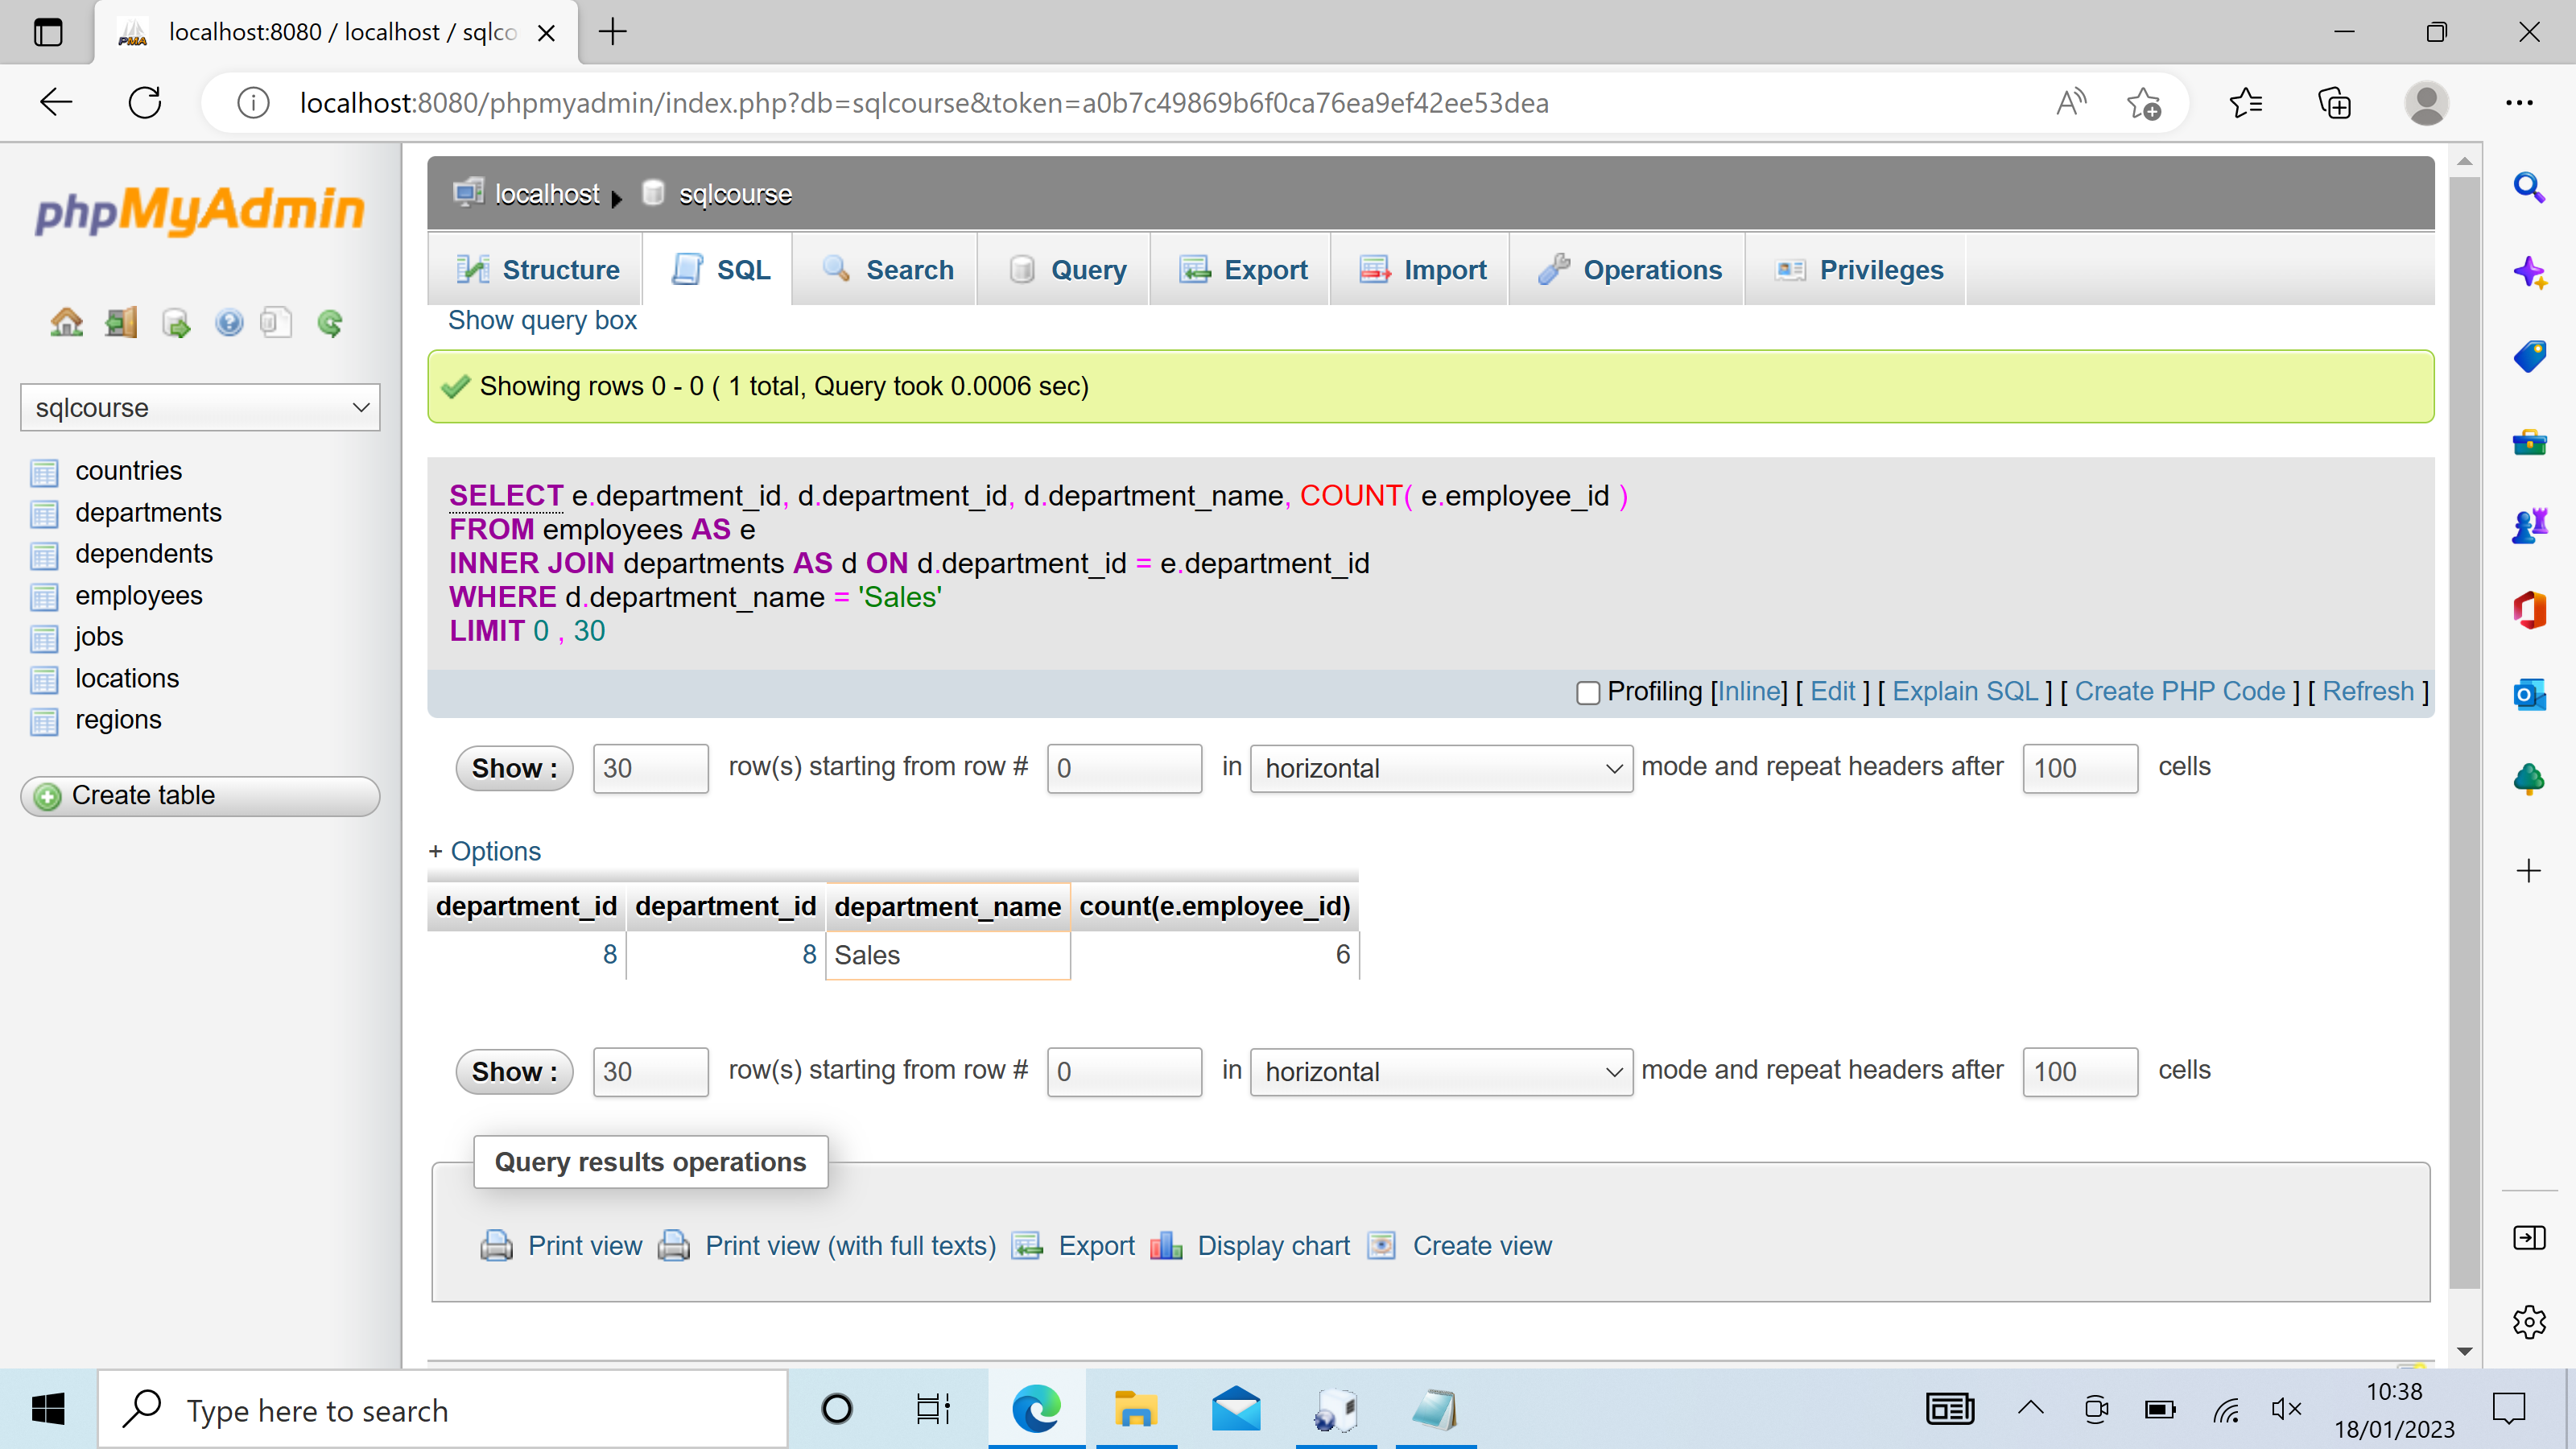 localhost:8080 / localhost / sqlco
localhost:8080/phpmyadmin/index.php?db=sqlcourse&token=a0b7c49869b6f0ca76ea9ef42ee53dea
phpMyAdmin
sqlcourse
countries
departments
dependents
employees
jobs
locations
regions
Create table
localhost sqlcourse
Structure SQL Search Query Export Import Operations Privileges
Show query box
Showing rows 0 - 0 ( 1 total, Query took 0.0006 sec)
SELECT e.department_id, d.department_id, d.department_name, COUNT( e.employee_id )
FROM employees AS e
INNER JOIN departments AS d ON d.department_id = e.department_id
WHERE d.department_name = 'Sales'
LIMIT 0 , 30
Profiling [Inline] [ Edit ] [ Explain SQL ] [ Create PHP Code ] [ Refresh ]
Show : 30 row(s) starting from row # 0 in horizontal mode and repeat headers after 100 cells
+ Options
department_id department_id department_name count(e.employee_id)
8 8 Sales 6
Show : 30 row(s) starting from row # 0 in horizontal mode and repeat headers after 100 cells
Query results operations
Print view Print view (with full texts) Export Display chart Create view
Type here to search
10:38
18/01/2023